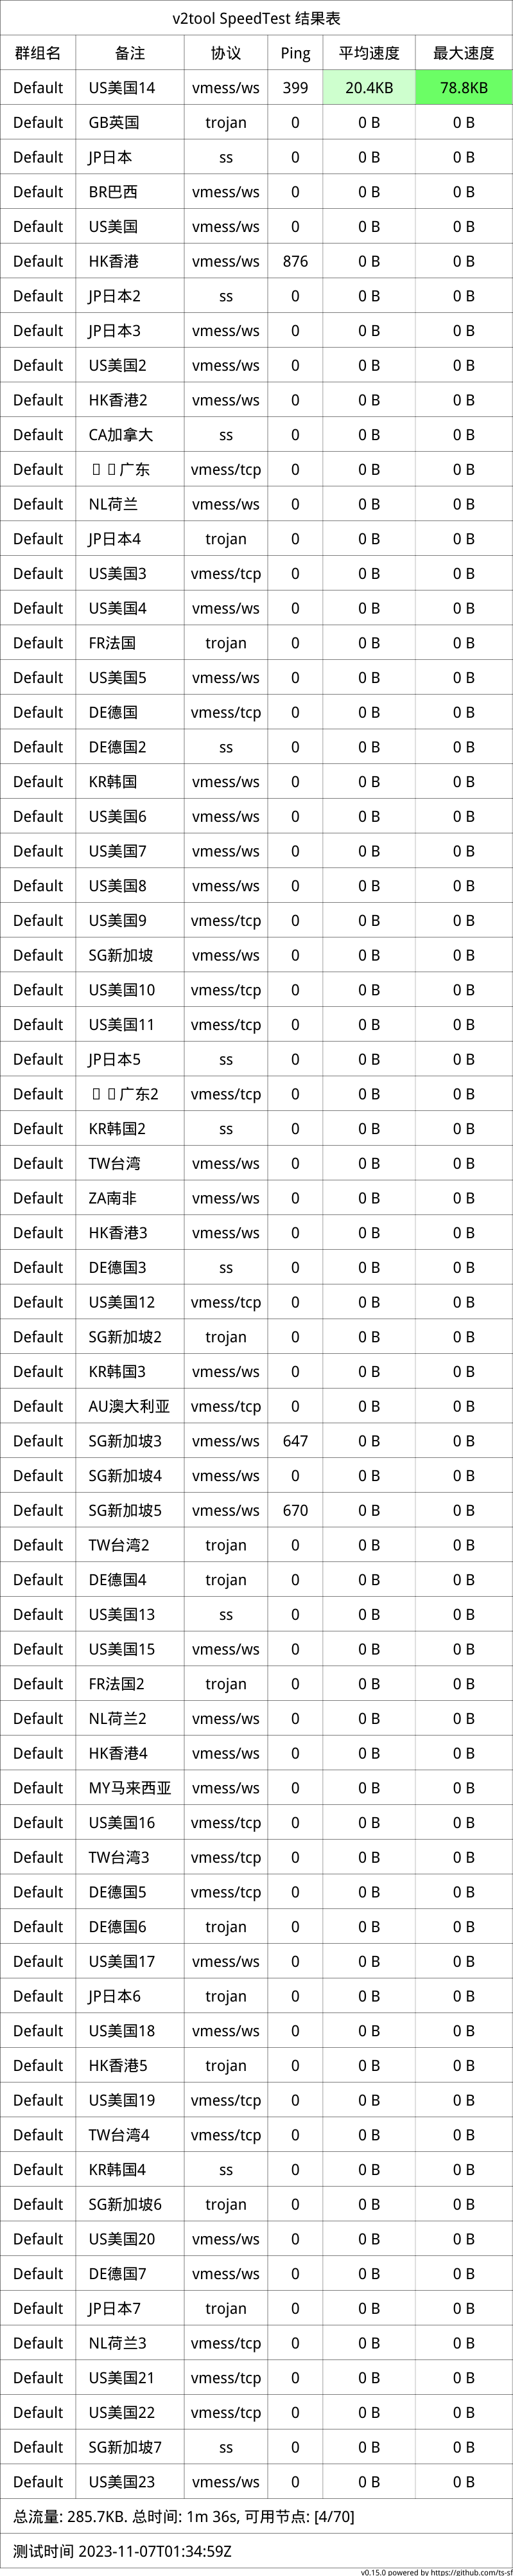 v2tool SpeedTest 结果表
群组名 备注 协议 Ping 平均速度 最大速度
Default US美国14 vmess/ws 399 20.4KB 78.8KB
Default GB英国 trojan 0 0 B 0 B
Default JP日本 ss 0 0 B 0 B
Default BR巴西 vmess/ws 0 0 B 0 B
Default US美国 vmess/ws 0 0 B 0 B
Default HK香港 vmess/ws 876 0 B 0 B
Default JP日本2 ss 0 0 B 0 B
Default JP日本3 vmess/ws 0 0 B 0 B
Default US美国2 vmess/ws 0 0 B 0 B
Default HK香港2 vmess/ws 0 0 B 0 B
Default CA加拿大 ss 0 0 B 0 B
Default 广东 vmess/tcp 0 0 B 0 B
Default NL荷兰 vmess/ws 0 0 B 0 B
Default JP日本4 trojan 0 0 B 0 B
Default US美国3 vmess/tcp 0 0 B 0 B
Default US美国4 vmess/ws 0 0 B 0 B
Default FR法国 trojan 0 0 B 0 B
Default US美国5 vmess/ws 0 0 B 0 B
Default DE德国 vmess/tcp 0 0 B 0 B
Default DE德国2 ss 0 0 B 0 B
Default KR韩国 vmess/ws 0 0 B 0 B
Default US美国6 vmess/ws 0 0 B 0 B
Default US美国7 vmess/ws 0 0 B 0 B
Default US美国8 vmess/ws 0 0 B 0 B
Default US美国9 vmess/tcp 0 0 B 0 B
Default SG新加坡 vmess/ws 0 0 B 0 B
Default US美国10 vmess/tcp 0 0 B 0 B
Default US美国11 vmess/tcp 0 0 B 0 B
Default JP日本5 ss 0 0 B 0 B
Default 广东2 vmess/tcp 0 0 B 0 B
Default KR韩国2 ss 0 0 B 0 B
Default TW台湾 vmess/ws 0 0 B 0 B
Default ZA南非 vmess/ws 0 0 B 0 B
Default HK香港3 vmess/ws 0 0 B 0 B
Default DE德国3 ss 0 0 B 0 B
Default US美国12 vmess/tcp 0 0 B 0 B
Default SG新加坡2 trojan 0 0 B 0 B
Default KR韩国3 vmess/ws 0 0 B 0 B
Default AU澳大利亚 vmess/tcp 0 0 B 0 B
Default SG新加坡3 vmess/ws 647 0 B 0 B
Default SG新加坡4 vmess/ws 0 0 B 0 B
Default SG新加坡5 vmess/ws 670 0 B 0 B
Default TW台湾2 trojan 0 0 B 0 B
Default DE德国4 trojan 0 0 B 0 B
Default US美国13 ss 0 0 B 0 B
Default US美国15 vmess/ws 0 0 B 0 B
Default FR法国2 trojan 0 0 B 0 B
Default NL荷兰2 vmess/ws 0 0 B 0 B
Default HK香港4 vmess/ws 0 0 B 0 B
Default MY马来西亚 vmess/ws 0 0 B 0 B
Default US美国16 vmess/tcp 0 0 B 0 B
Default TW台湾3 vmess/tcp 0 0 B 0 B
Default DE德国5 vmess/tcp 0 0 B 0 B
Default DE德国6 trojan 0 0 B 0 B
Default US美国17 vmess/ws 0 0 B 0 B
Default JP日本6 trojan 0 0 B 0 B
Default US美国18 vmess/ws 0 0 B 0 B
Default HK香港5 trojan 0 0 B 0 B
Default US美国19 vmess/tcp 0 0 B 0 B
Default TW台湾4 vmess/tcp 0 0 B 0 B
Default KR韩国4 ss 0 0 B 0 B
Default SG新加坡6 trojan 0 0 B 0 B
Default US美国20 vmess/ws 0 0 B 0 B
Default DE德国7 vmess/ws 0 0 B 0 B
Default JP日本7 trojan 0 0 B 0 B
Default NL荷兰3 vmess/tcp 0 0 B 0 B
Default US美国21 vmess/tcp 0 0 B 0 B
Default US美国22 vmess/tcp 0 0 B 0 B
Default SG新加坡7 ss 0 0 B 0 B
Default US美国23 vmess/ws 0 0 B 0 B
总流量: 285.7KB. 总时间: 1m 36s, 可用节点: [4/70]
测试时间 2023-11-07T01:34:59Z
v0.15.0 powered by https://github.com/ts-sf